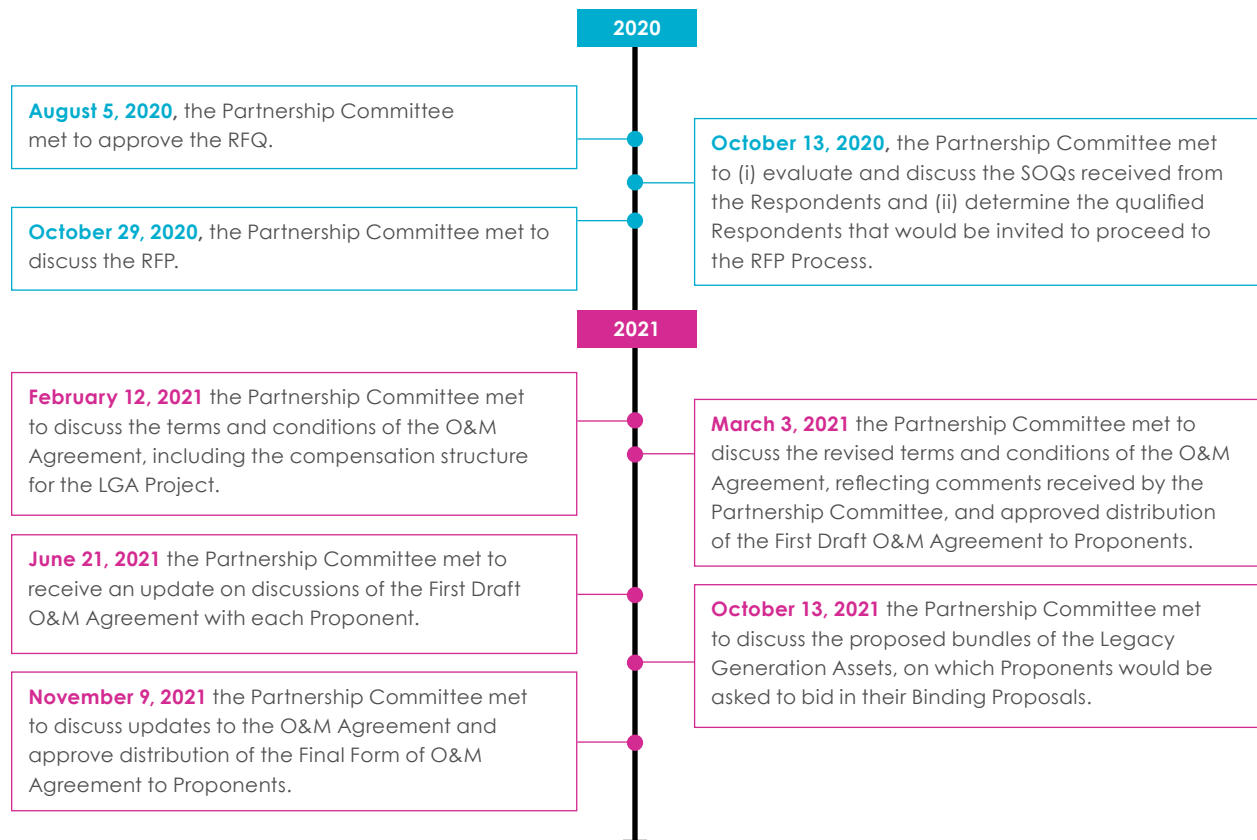 2020
August 5, 2020, the Partnership Committee
met to approve the RFQ.
October 13, 2020, the Partnership Committee met
to (i) evaluate and discuss the SOQs received from
the Respondents and (ii) determine the qualified
Respondents that would be invited to proceed to
the RFP Process.
October 29, 2020, the Partnership Committee met to
discuss the RFP.
2021
February 12, 2021 the Partnership Committee met
to discuss the terms and conditions of the O&M
Agreement, including the compensation structure
for the LGA Project.
March 3, 2021 the Partnership Committee met to
discuss the revised terms and conditions of the O&M
Agreement, reflecting comments received by the
Partnership Committee, and approved distribution
of the First Draft O&M Agreement to Proponents.
June 21, 2021 the Partnership Committee met to
receive an update on discussions of the First Draft
O&M Agreement with each Proponent.
October 13, 2021 the Partnership Committee met
to discuss the proposed bundles of the Legacy
Generation Assets, on which Proponents would be
asked to bid in their Binding Proposals.
November 9, 2021 the Partnership Committee met
to discuss updates to the O&M Agreement and
approve distribution of the Final Form of O&M
Agreement to Proponents.